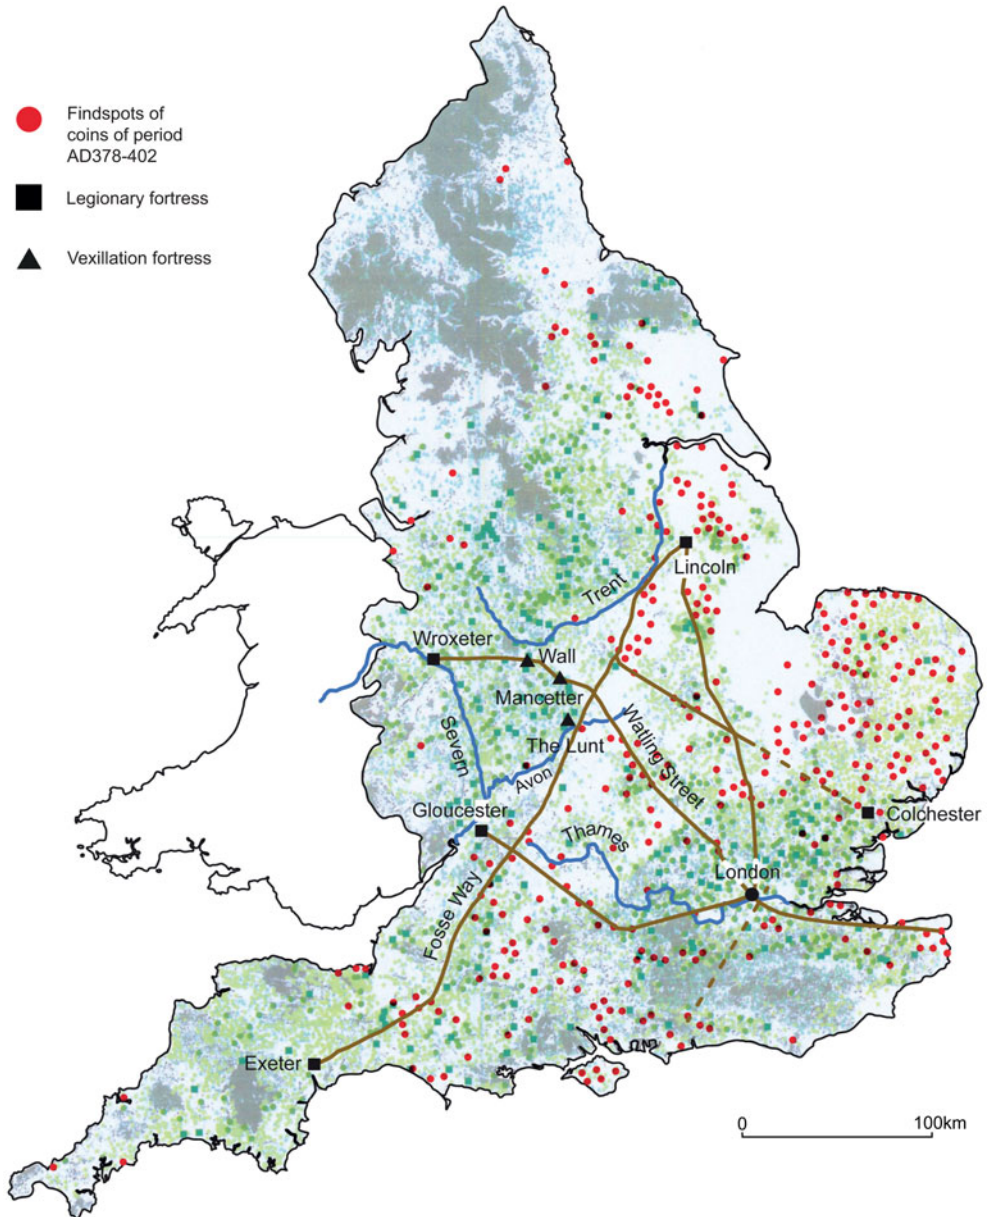 Findspots of
coins of period
AD378-402
Legionary fortress
Vexillation fortress
Lincoln
Trent
Wroxeter
Wall
Mancetter
Severn
The Lunt
Watling Street
Avon
Gloucester
Colchester
Thames
London
Fosse Way
Exeter
0
100km